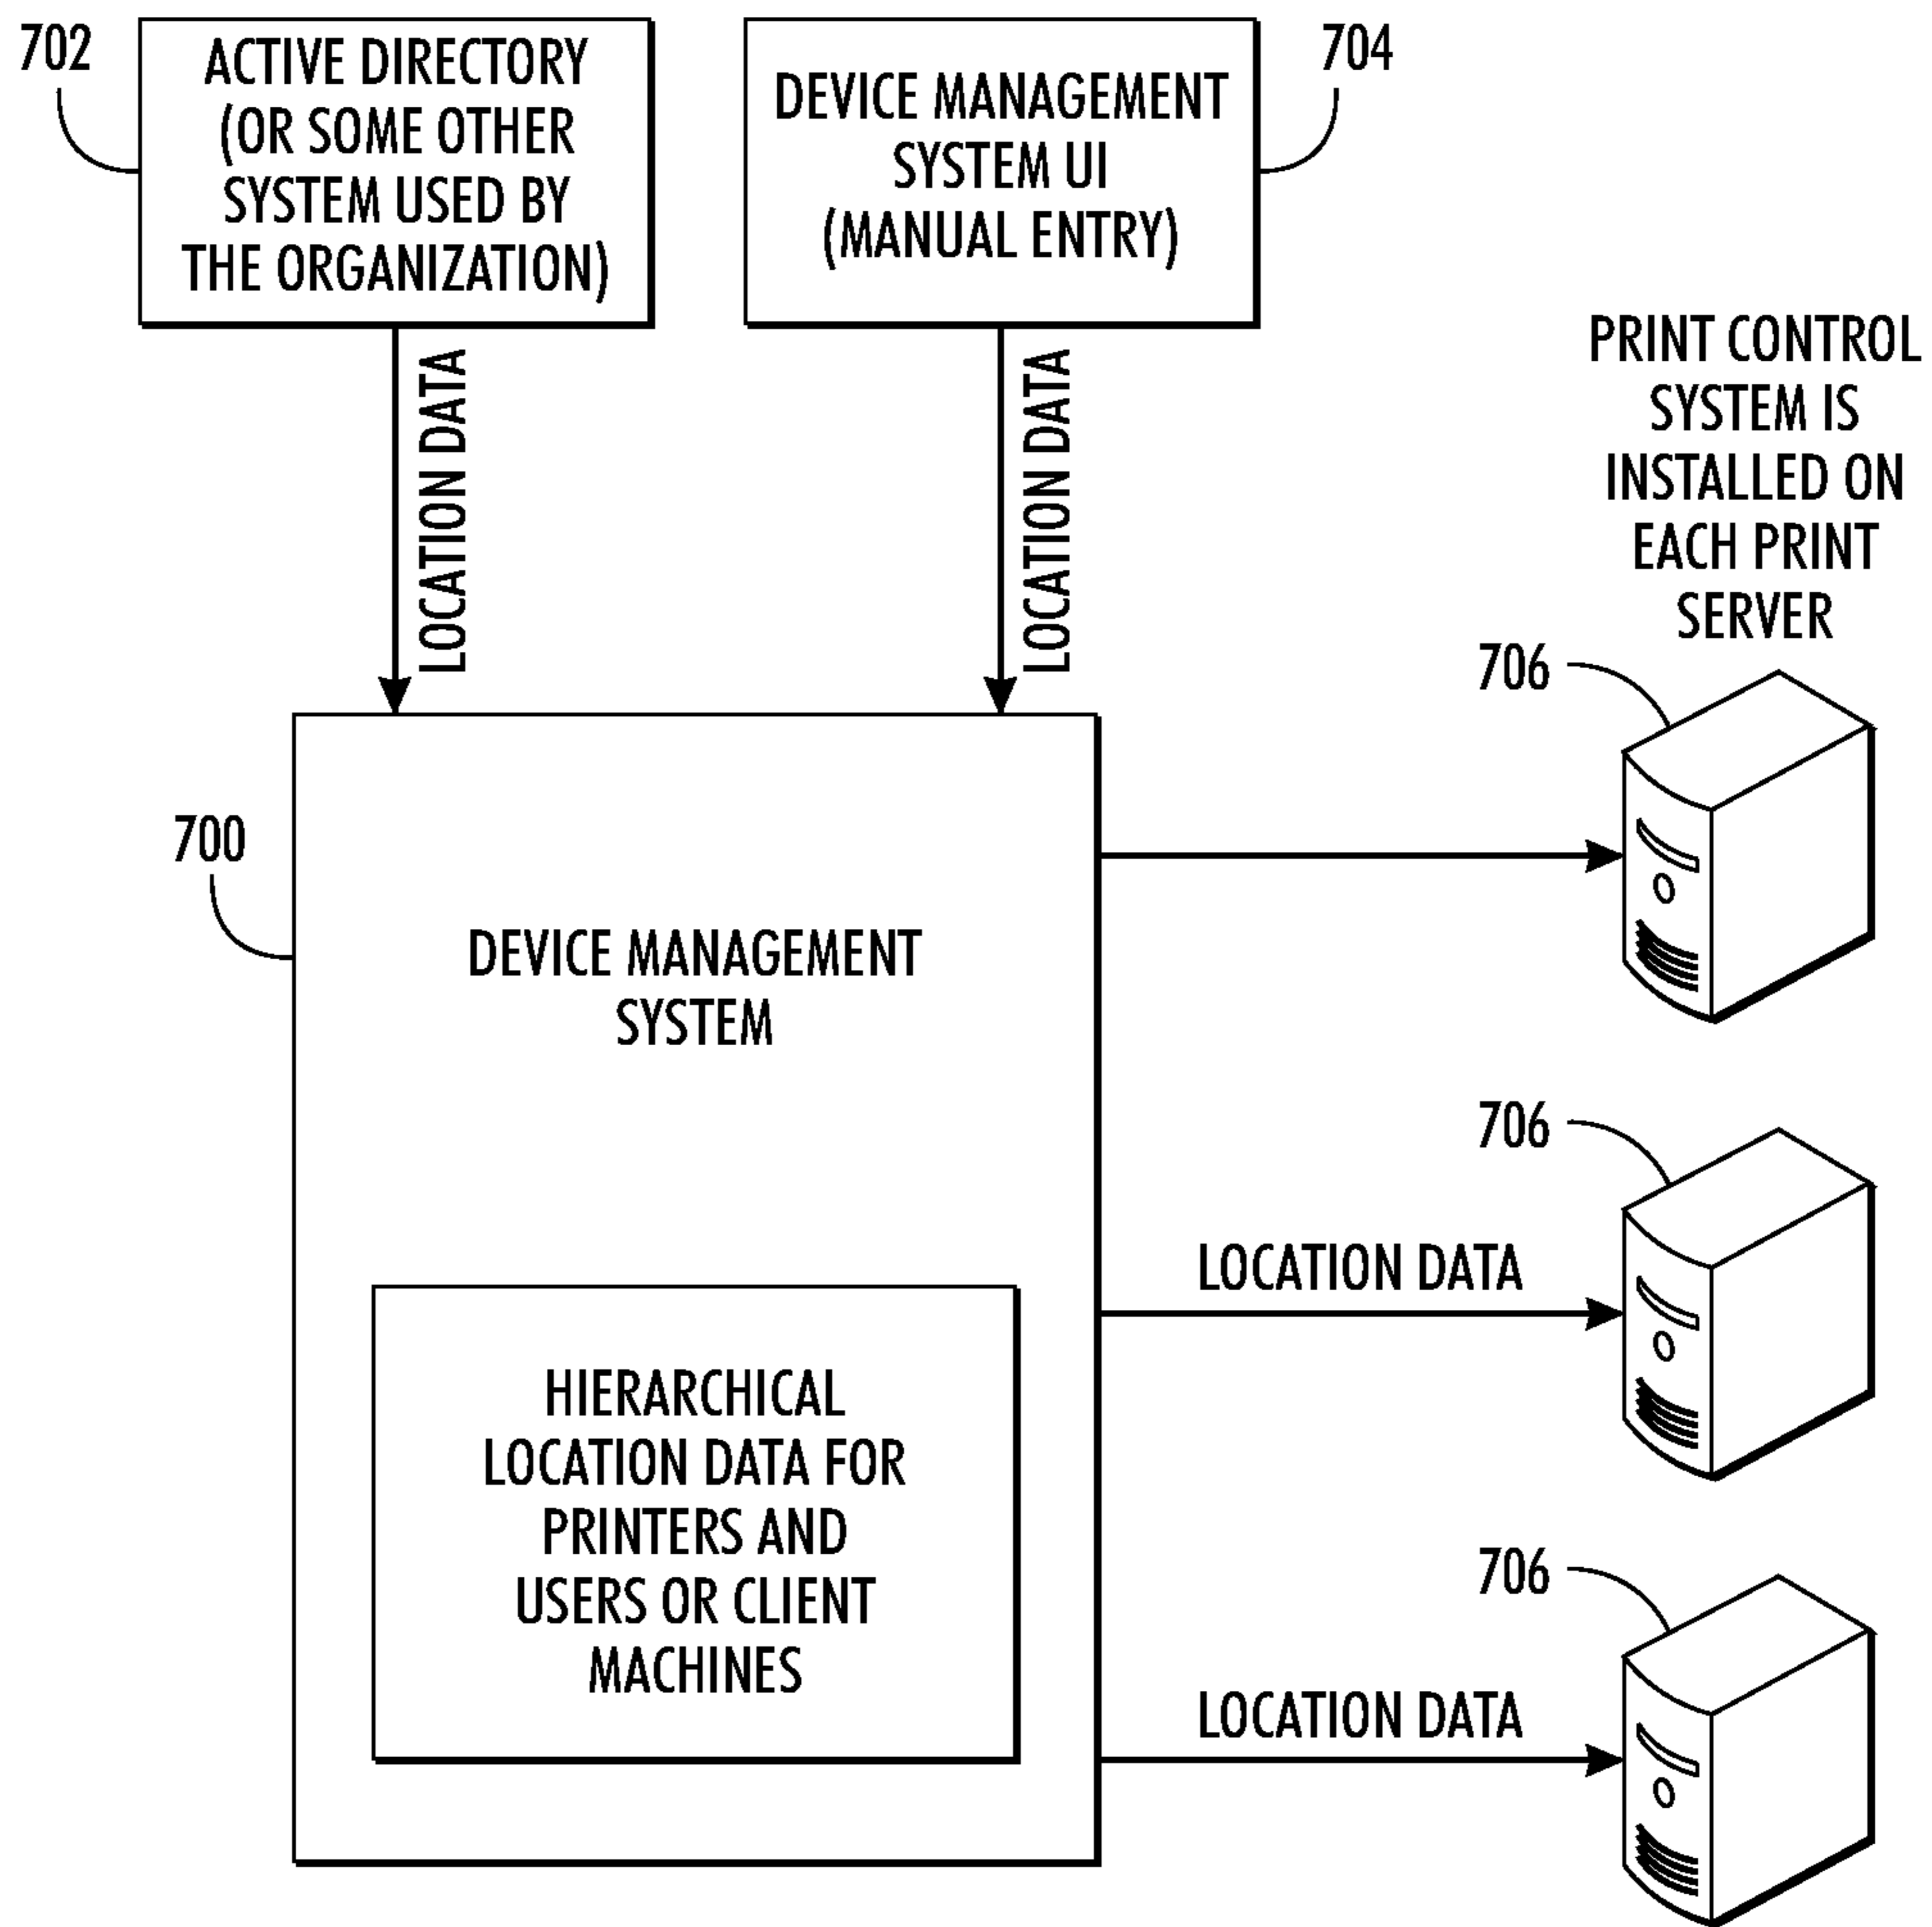 702
ACTIVE DIRECTORY
(OR SOME OTHER
SYSTEM USED BY
THE ORGANIZATION)
DEVICE MANAGEMENT
SYSTEM UI
(MANUAL ENTRY)
704
LOCATION DATA
LOCATION DATA
PRINT CONTROL
SYSTEM IS
INSTALLED ON
EACH PRINT
SERVER
706
700
DEVICE MANAGEMENT
SYSTEM
706
LOCATION DATA
HIERARCHICAL
LOCATION DATA FOR
PRINTERS AND
USERS OR CLIENT
MACHINES
706
LOCATION DATA